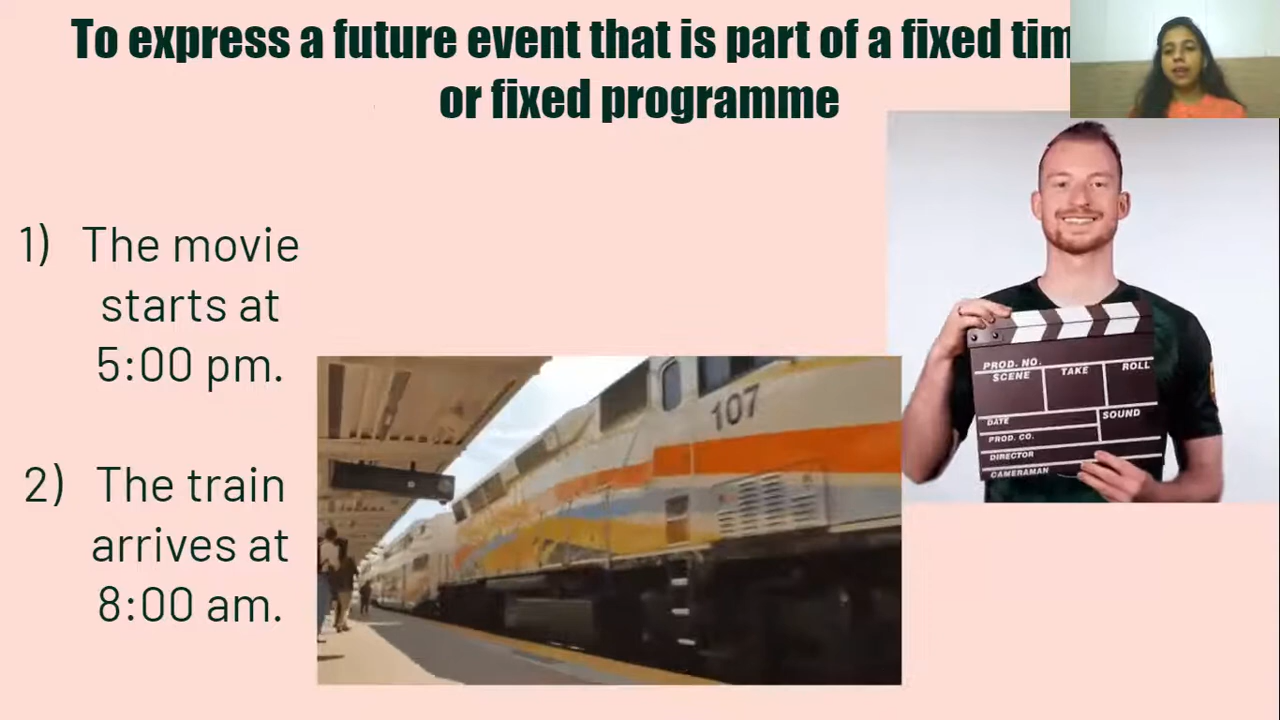 To express a future event that is part of a fixed
or fixed programme
1) The movie
starts at
5:00 pm.
2) The train
arrives at
8:00 am.
107
PROD. NO.
SCENE TAKE ROLL
DATE
SOUND
PROD. CO.
DIRECTOR
CAMERAMAN